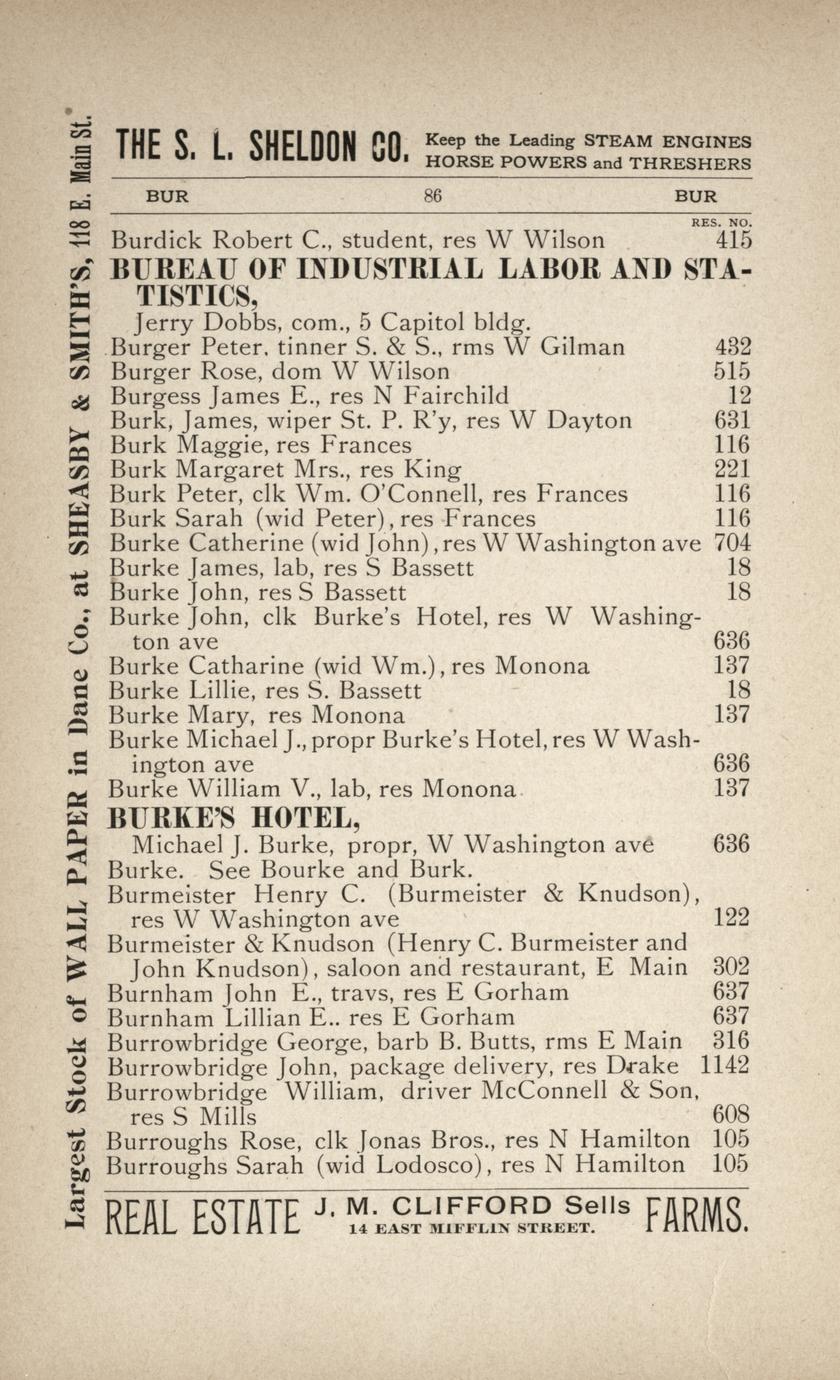 THE S. L. SHELDON CO. Keep the Leading STEAM ENGINES
HORSE POWERS and THRESHERS
BUR 86 BUR
RES. NO.
Burdick Robert C., student, res W Wilson 415
BUREAU OF INDUSTRIAL LABOR AND STA-
TISTICS,
Jerry Dobbs, com., 5 Capitol bldg.
Burger Peter, tinner S. & S., rms W Gilman 432
Burger Rose, dom W Wilson 515
Burgess James E., res N Fairchild 12
Burk, James, wiper St. P. R'y, res W Dayton 631
Burk Maggie, res Frances 116
Burk Margaret Mrs., res King 221
Burk Peter, clk Wm. O'Connell, res Frances 116
Burk Sarah (wid Peter), res Frances 116
Burke Catherine (wid John), res W Washington ave 704
Burke James, lab, res S Bassett 18
Burke John, res S Bassett 18
Burke John, clk Burke's Hotel, res W Washing-
ton ave 636
Burke Catharine (wid Wm.), res Monona 137
Burke Lillie, res S. Bassett 18
Burke Mary, res Monona 137
Burke Michael J., propr Burke's Hotel, res W Wash-
ington ave 636
Burke William V., lab, res Monona 137
BURKE'S HOTEL,
Michael J. Burke, propr, W Washington ave 636
Burke. See Bourke and Burk.
Burmeister Henry C. (Burmeister & Knudson),
res W Washington ave 122
Burmeister & Knudson (Henry C. Burmeister and
John Knudson), saloon and restaurant, E Main 302
Burnham John E., travs, res E Gorham 637
Burnham Lillian E.. res E Gorham 637
Burrowbridge George, barb B. Butts, rms E Main 316
Burrowbridge John, package delivery, res Drake 1142
Burrowbridge William, driver McConnell & Son,
res S Mills 608
Burroughs Rose, clk Jonas Bros., res N Hamilton 105
Burroughs Sarah (wid Lodosco), res N Hamilton 105
REAL ESTATE J. M. CLIFFORD Sells FARMS.
14 EAST MIFFLIN STREET.
Largest Stock of WALL PAPER in Dane Co., at SHEASBY & SMITH'S, 118 E. Main St.